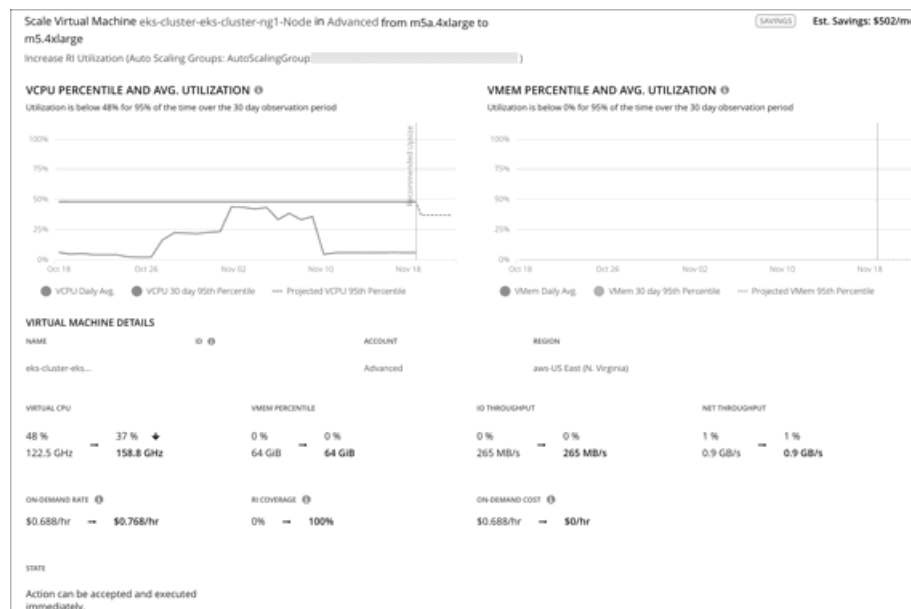 Scale Virtual Machine eks-cluster-eks-cluster-ng1-Node in Advanced from m5a.4xlarge to
m5.4xlarge
SAVINGS
Est. Savings: $502/mo
Increase RI Utilization (Auto Scaling Groups: AutoScalingGroup )
VCPU PERCENTILE AND AVG. UTILIZATION
Utilization is below 48% for 95% of the time over the 30 day observation period
100%
75%
50%
25%
0%
Recommended Upsize
Oct 18 Oct 26 Nov 02 Nov 10 Nov 18
VCPU Daily Avg. VCPU 30 day 95th Percentile Projected VCPU 95th Percentile
VMEM PERCENTILE AND AVG. UTILIZATION
Utilization is below 0% for 95% of the time over the 30 day observation period
100%
75%
50%
25%
0%
Oct 18 Oct 26 Nov 02 Nov 10 Nov 18
VMem Daily Avg. VMem 30 day 95th Percentile Projected VMem 95th Percentile
VIRTUAL MACHINE DETAILS
NAME ID ACCOUNT REGION
eks-cluster-eks... Advanced aws-US East (N. Virginia)
VIRTUAL CPU VMEM PERCENTILE IO THROUGHPUT NET THROUGHPUT
48 % → 37 % ↓ 0 % → 0 % 0 % → 0 % 1 % → 1 %
122.5 GHz 158.8 GHz 64 GiB 64 GiB 265 MB/s 265 MB/s 0.9 GB/s 0.9 GB/s
ON-DEMAND RATE RI COVERAGE ON-DEMAND COST
$0.688/hr → $0.768/hr 0% → 100% $0.688/hr → $0/hr
STATE
Action can be accepted and executed
immediately.